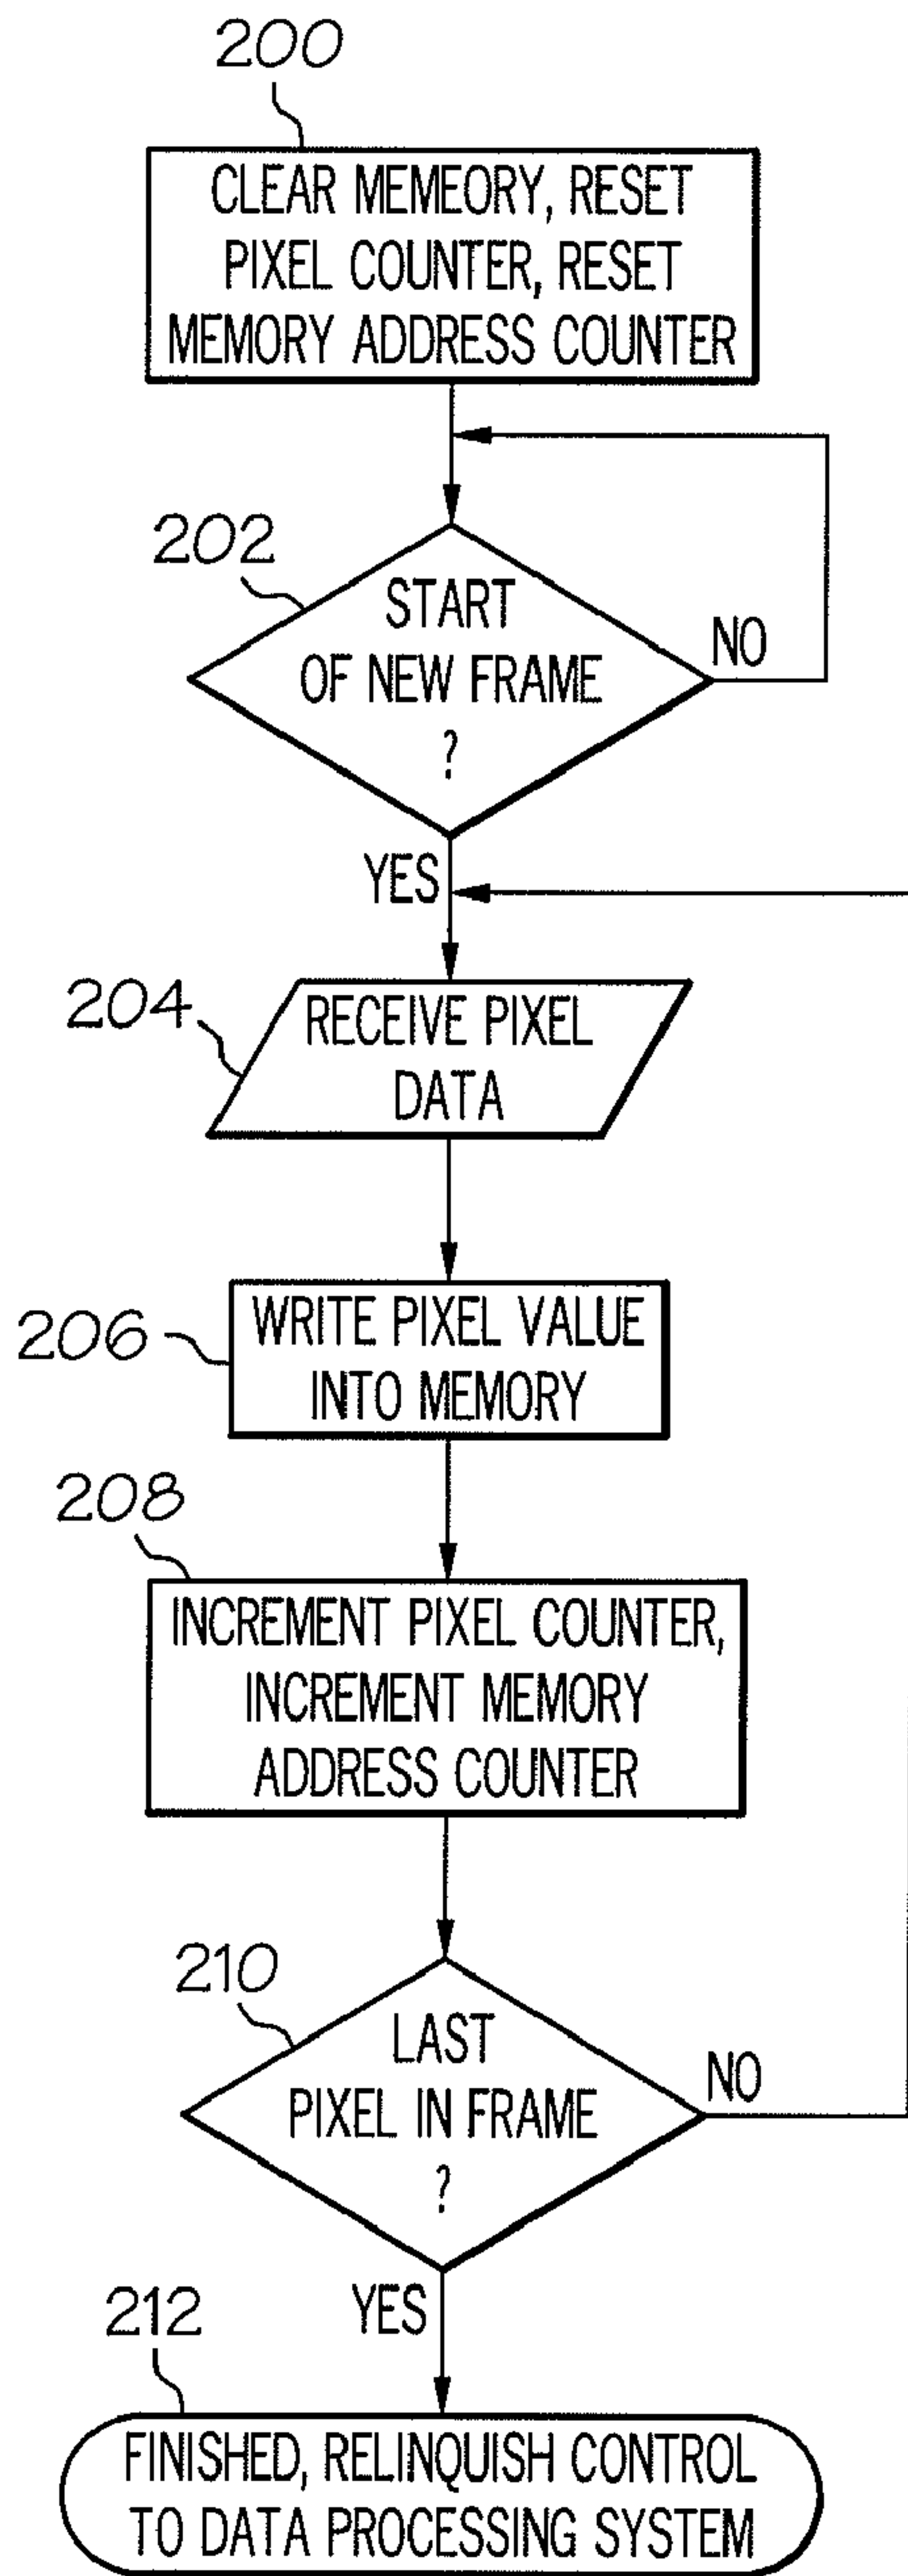 200
CLEAR MEMEORY, RESET
PIXEL COUNTER, RESET
MEMORY ADDRESS COUNTER
202
START
OF NEW FRAME
?
NO
YES
204
RECEIVE PIXEL
DATA
206
WRITE PIXEL VALUE
INTO MEMORY
208
INCREMENT PIXEL COUNTER,
INCREMENT MEMORY
ADDRESS COUNTER
210
LAST
PIXEL IN FRAME
?
NO
YES
212
FINISHED, RELINQUISH CONTROL
TO DATA PROCESSING SYSTEM